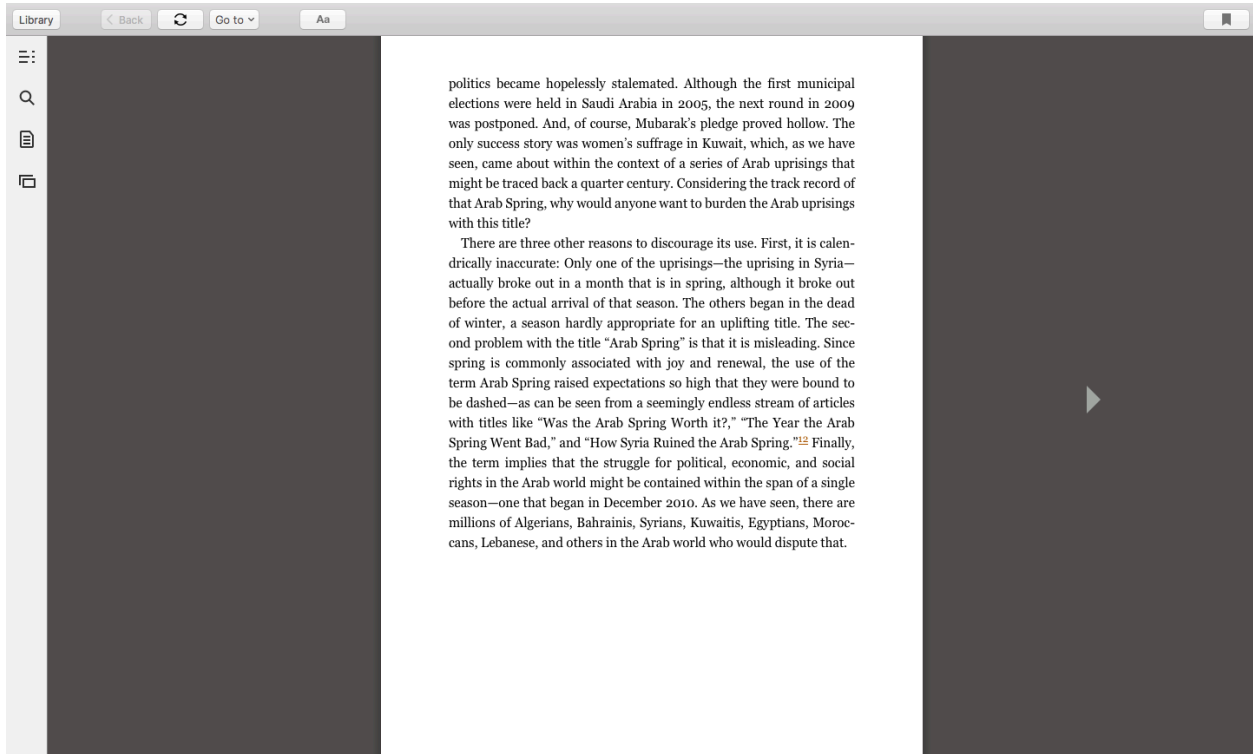 Library
Back
Go to
Aa
politics became hopelessly stalemated. Although the first municipal
elections were held in Saudi Arabia in 2005, the next round in 2009
was postponed. And, of course, Mubarak’s pledge proved hollow. The
only success story was women’s suffrage in Kuwait, which, as we have
seen, came about within the context of a series of Arab uprisings that
might be traced back a quarter century. Considering the track record of
that Arab Spring, why would anyone want to burden the Arab uprisings
with this title?
There are three other reasons to discourage its use. First, it is calen-
drically inaccurate: Only one of the uprisings—the uprising in Syria—
actually broke out in a month that is in spring, although it broke out
before the actual arrival of that season. The others began in the dead
of winter, a season hardly appropriate for an uplifting title. The sec-
ond problem with the title “Arab Spring” is that it is misleading. Since
spring is commonly associated with joy and renewal, the use of the
term Arab Spring raised expectations so high that they were bound to
be dashed—as can be seen from a seemingly endless stream of articles
with titles like “Was the Arab Spring Worth it?,” “The Year the Arab
Spring Went Bad,” and “How Syria Ruined the Arab Spring.”12 Finally,
the term implies that the struggle for political, economic, and social
rights in the Arab world might be contained within the span of a single
season—one that began in December 2010. As we have seen, there are
millions of Algerians, Bahrainis, Syrians, Kuwaitis, Egyptians, Moroc-
cans, Lebanese, and others in the Arab world who would dispute that.